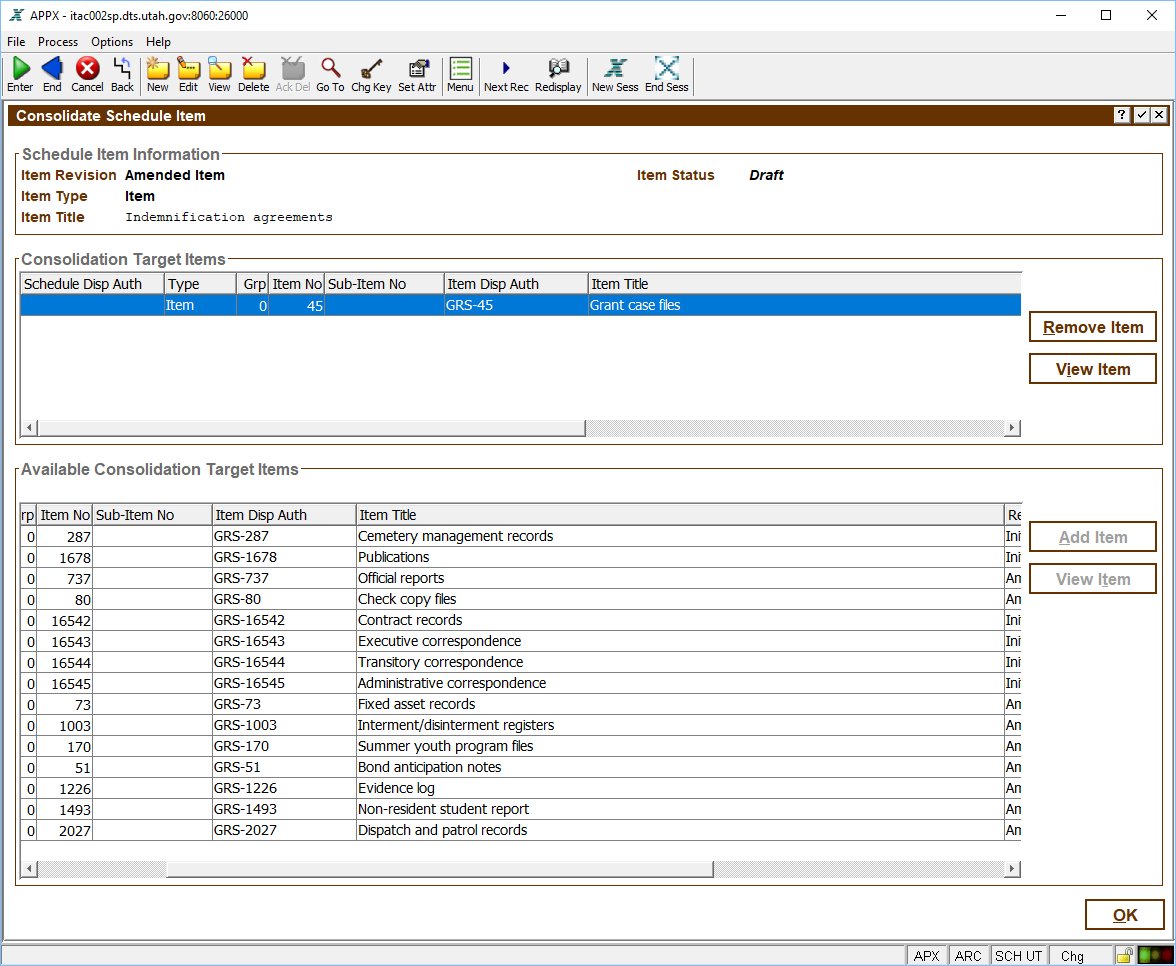 APPX - itac002sp.dts.utah.gov:8060:26000
File Process Options Help
Enter End Cancel Back New Edit View Delete Ack Del Go To Chg Key Set Attr Menu Next Rec Redisplay New Sess End Sess
Consolidate Schedule Item
Schedule Item Information
Item Revision Amended Item Item Status Draft
Item Type Item
Item Title Indemnification agreements
Consolidation Target Items
Schedule Disp Auth Type Grp Item No Sub-Item No Item Disp Auth Item Title
Item 0 45 GRS-45 Grant case files
Remove Item
View Item
Available Consolidation Target Items
rp Item No Sub-Item No Item Disp Auth Item Title Re
0 287 GRS-287 Cemetery management records Ini
0 1678 GRS-1678 Publications Ini
0 737 GRS-737 Official reports Am
0 80 GRS-80 Check copy files Am
0 16542 GRS-16542 Contract records Ini
0 16543 GRS-16543 Executive correspondence Ini
0 16544 GRS-16544 Transitory correspondence Ini
0 16545 GRS-16545 Administrative correspondence Ini
0 73 GRS-73 Fixed asset records Am
0 1003 GRS-1003 Interment/disinterment registers Am
0 170 GRS-170 Summer youth program files Am
0 51 GRS-51 Bond anticipation notes Am
0 1226 GRS-1226 Evidence log Am
0 1493 GRS-1493 Non-resident student report Am
0 2027 GRS-2027 Dispatch and patrol records Am
Add Item
View Item
OK
APX ARC SCH UT Chg